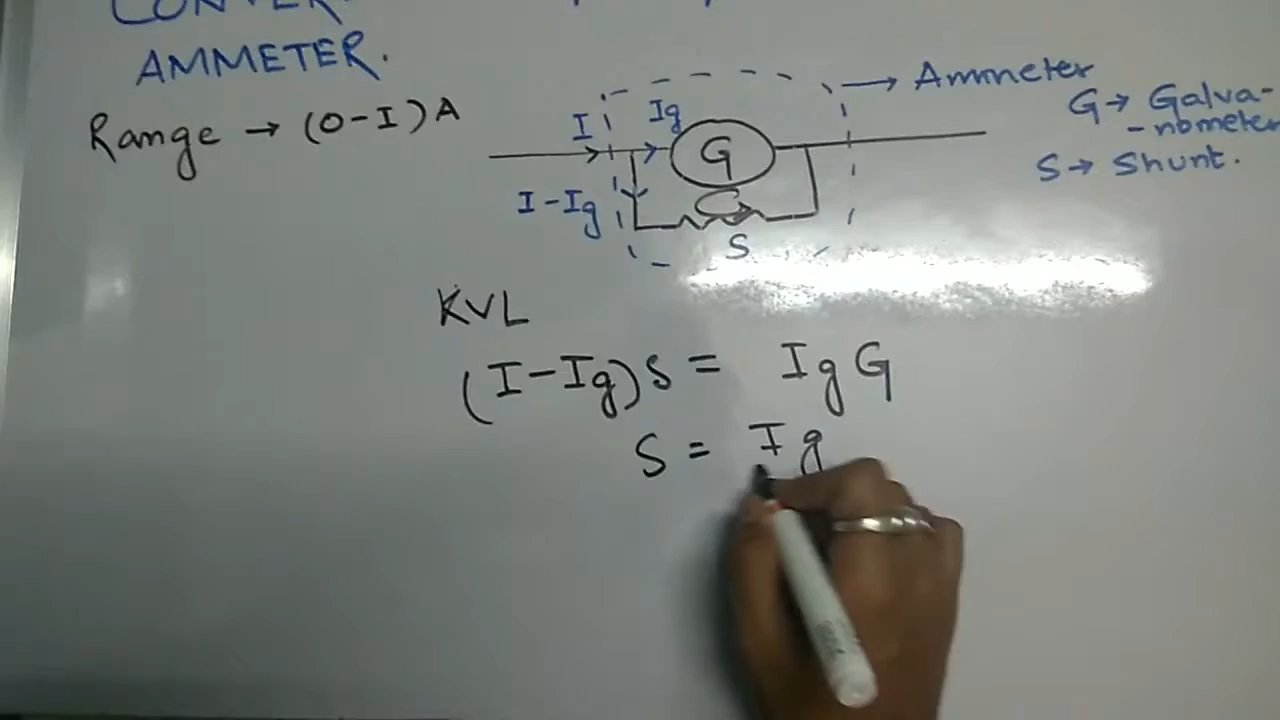 AMMETER.
Range → (0-I) A
→ Ammeter
G → Galva-
-nometer
S → Shunt.
I
Ig
G
I-Ig
S
KVL
(I-Ig)S = IgG
S = Ig